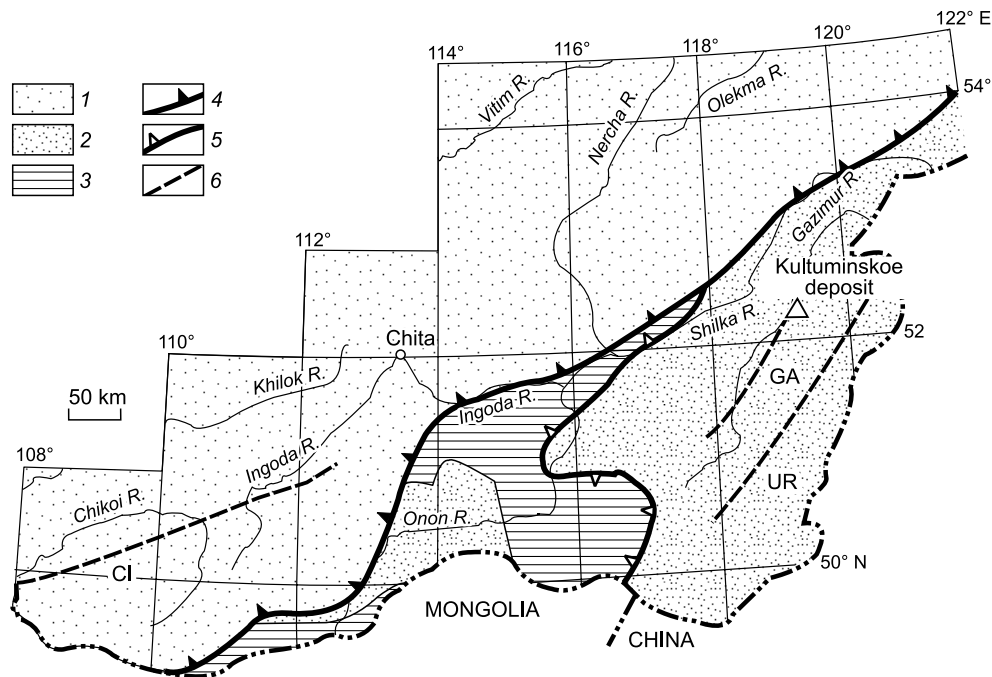 122° E
120°
118°
116°
114°
54°
1
4
2
5
3
6
Vitim R.
Nercha R.
Olekma R.
Gazimur R.
112°
Kultuminskoe
deposit
Shilka R.
52
110°
Chita
Khilok R.
50 km
Ingoda R.
GA
108°
Ingoda R.
Chikoi R.
UR
Onon R.
CI
50° N
MONGOLIA
CHINA